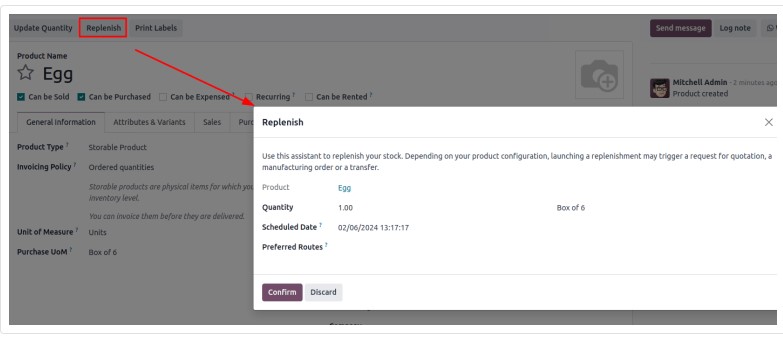 Update Quantity Replenish Print Labels
Send message Log note
Product Name
Egg
Can be Sold Can be Purchased Can be Expensed ? Recurring ? Can be Rented ?
Mitchell Admin - 2 minutes ago
Product created
General Information Attributes & Variants Sales
Replenish
Product Type ? Storable Product
Invoicing Policy ? Ordered quantities
Storable products are physical items for which you
inventory level.
You can invoice them before they are delivered.
Unit of Measure ? Units
Purchase UoM ? Box of 6
Use this assistant to replenish your stock. Depending on your product configuration, launching a replenishment may trigger a request for quotation, a
manufacturing order or a transfer.
Product Egg
Quantity 1.00 Box of 6
Scheduled Date ? 02/06/2024 13:17:17
Preferred Routes ?
Confirm Discard